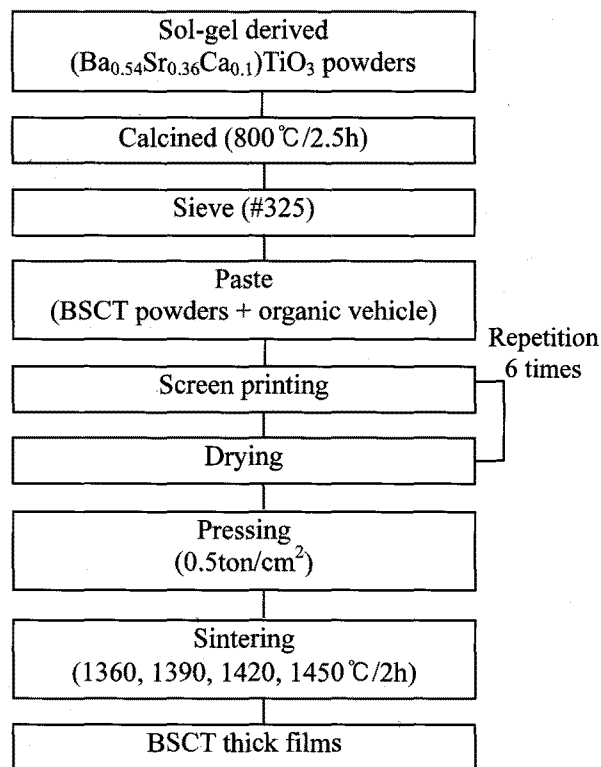 Sol-gel derived
(Ba₀.₅₄Sr₀.₃₆Ca₀.₁)TiO₃ powders
Calcined (800℃/2.5h)
Sieve (#325)
Paste
(BSCT powders + organic vehicle)
Repetition
6 times
Screen printing
Drying
Pressing
(0.5ton/cm²)
Sintering
(1360, 1390, 1420, 1450℃/2h)
BSCT thick films